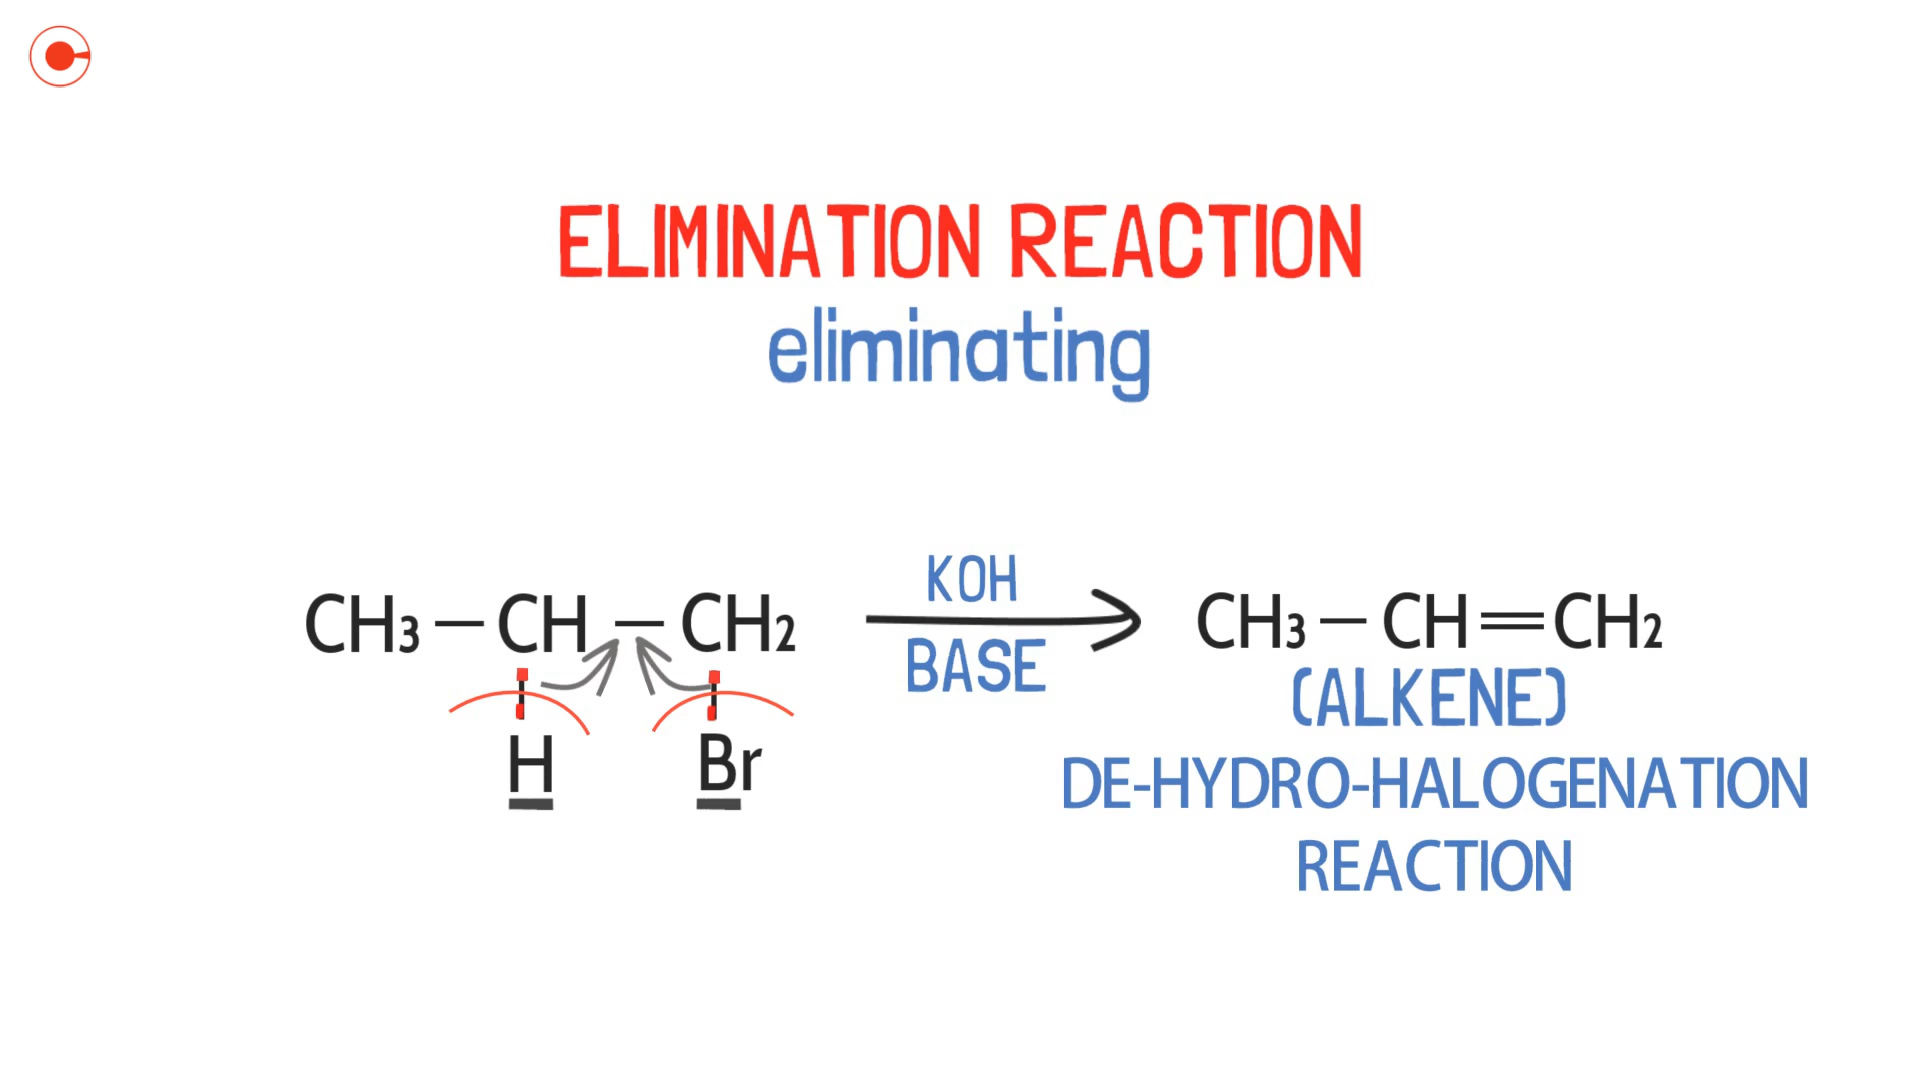 ELIMINATION REACTION
eliminating
KOH
CH3 — CH — CH2
CH3 — CH = CH2
BASE
(ALKENE)
H
Br
DE-HYDRO-HALOGENATION
REACTION